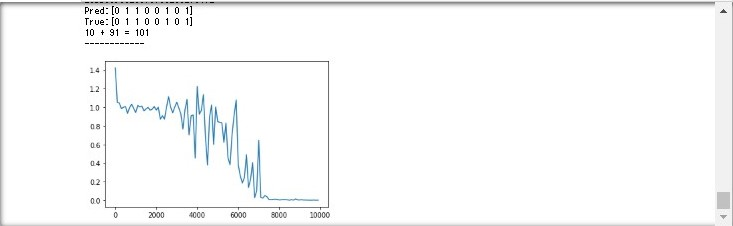 Pred:[0 1 1 0 0 1 0 1]
True:[0 1 1 0 0 1 0 1]
10 + 91 = 101
------------
1.4
1.2
1.0
0.8
0.6
0.4
0.2
0.0
0 2000 4000 6000 8000 10000